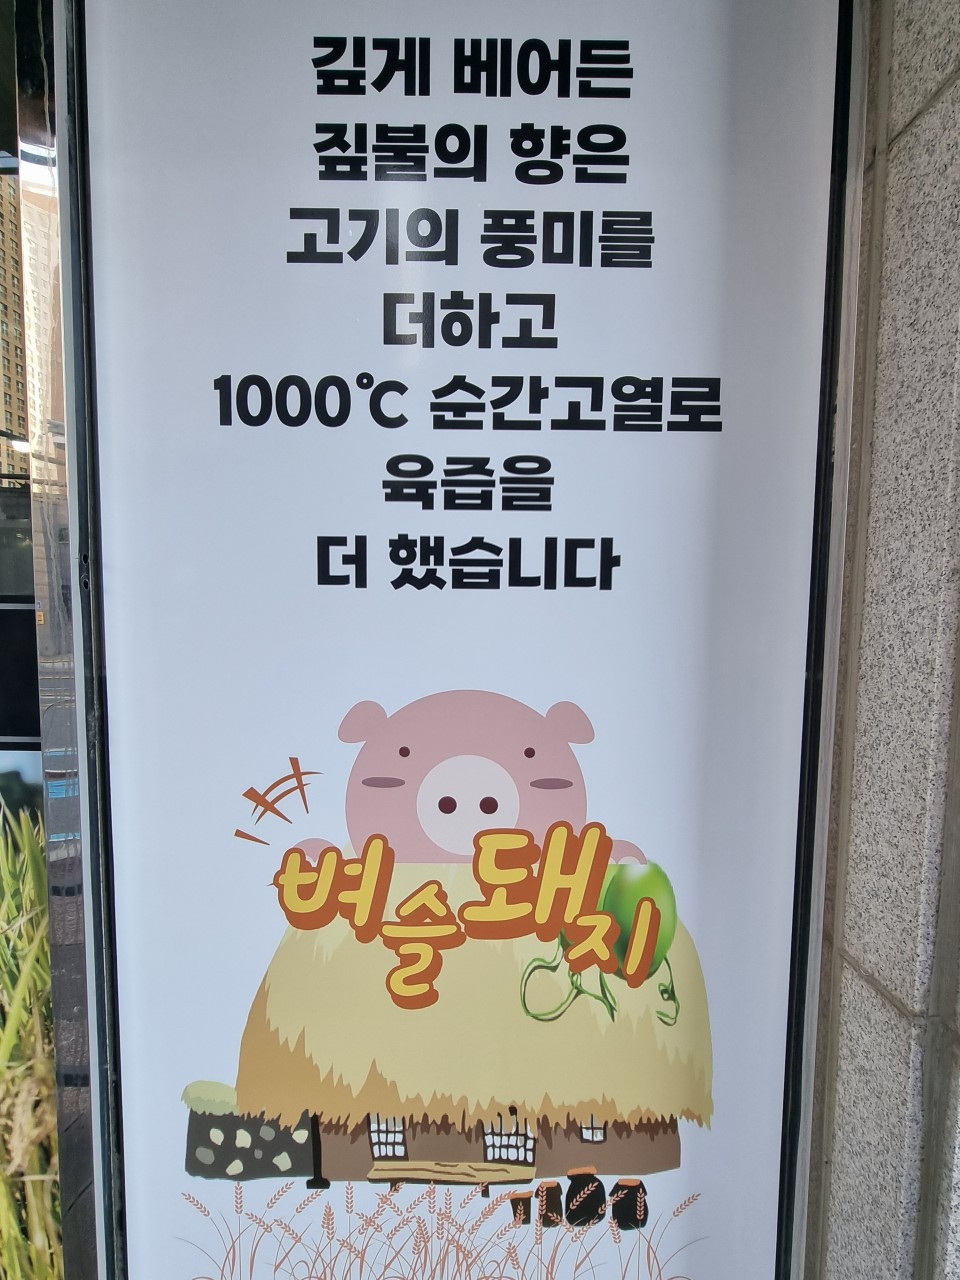 깊게 베어든
짚불의 향은
고기의 풍미를
더하고
1000℃ 순간고열로
육즙을
더 했습니다
벼슬돼지